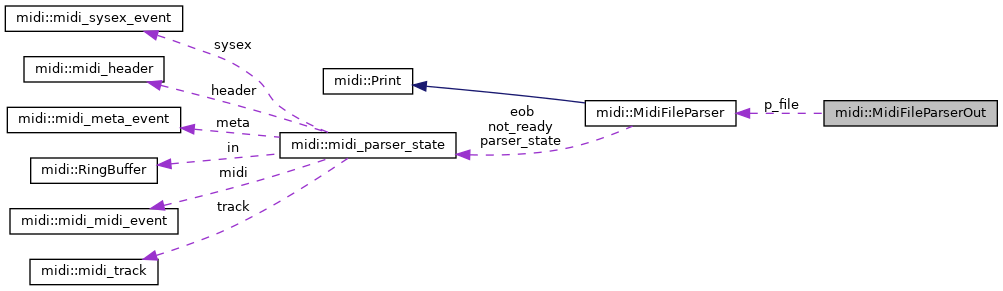 midi::midi_sysex_event
sysex
midi::midi_header
header
midi::Print
midi::midi_meta_event
meta
eob
not_ready
parser_state
midi::MidiFileParser
p_file
midi::MidiFileParserOut
midi::midi_parser_state
in
midi::RingBuffer
midi
midi::midi_midi_event
track
midi::midi_track